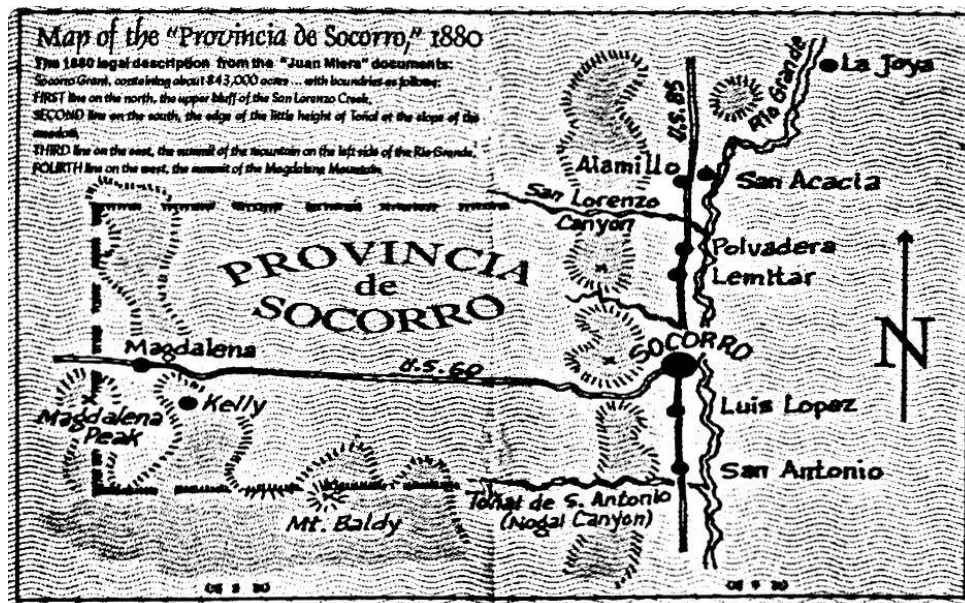 Map of the "Provincia de Socorro," 1880
The 1880 legal description from the "Juan Miera" documents:
Socorro Grant, containing about 843,000 acres ... with boundries as follows:
FIRST line on the north, the upper bluff of the San Lorenzo Creek,
SECOND line on the south, the edge of the little height of Toñal at the slope of the
meadow,
THIRD line on the east, the summit of the mountain on the left side of the Rio Grande,
FOURTH line on the west, the summit of the Magdalena Mountain.
La Joya
Rio Grande
U.S. 85
Alamillo
San Acacia
San Lorenzo
Canyon
Polvadera
Lemitar
PROVINCIA
de
SOCORRO
SOCORRO
N
Magdalena
U.S. 60
Kelly
Magdalena
Peak
Luis Lopez
San Antonio
Mt. Baldy
Toñal de S. Antonio
(Nogal Canyon)